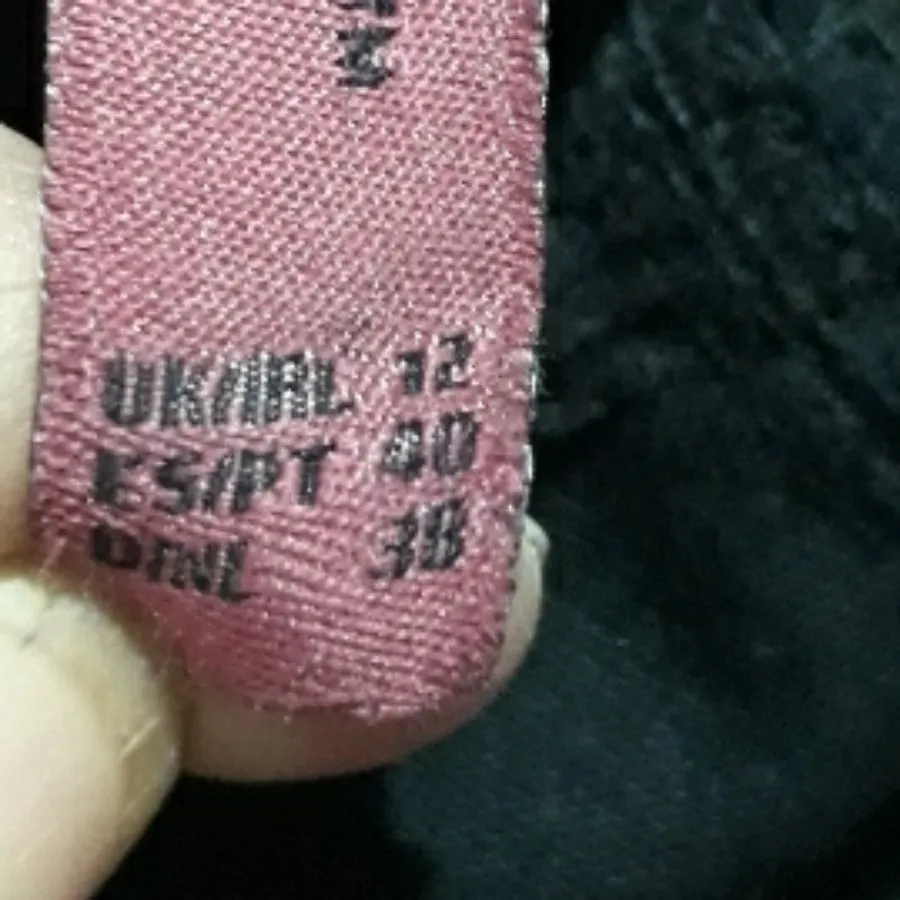 UK/IRL 12
ES/PT 40
D/NL 38